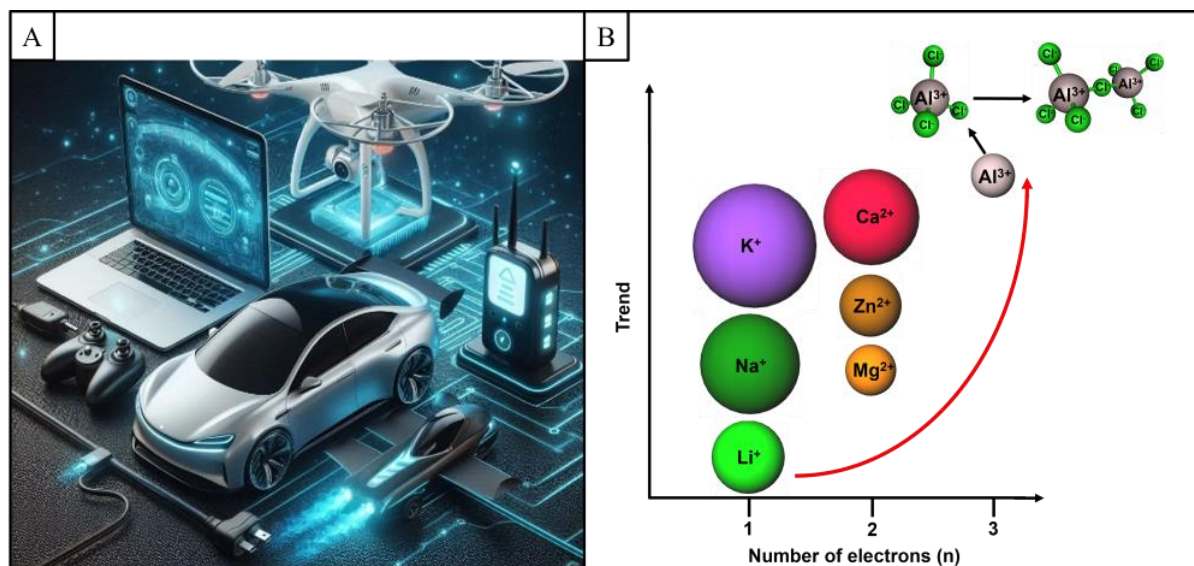 A
B
Cl⁻
Al³⁺
Cl⁻
Cl⁻
Cl⁻
Cl⁻
Al³⁺
Cl⁻
Cl⁻
Cl⁻
Cl⁻
Al³⁺
Cl⁻
Cl⁻
Al³⁺
K⁺
Ca²⁺
Zn²⁺
Na⁺
Mg²⁺
Li⁺
Trend
1
2
3
Number of electrons (n)